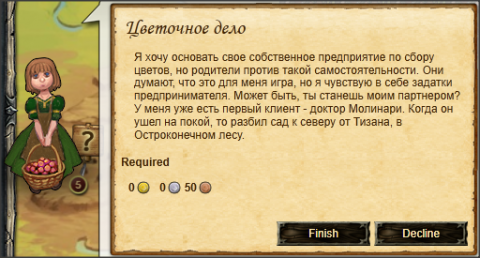 Цветочное дело
Я хочу основать свое собственное предприятие по сбору
цветов, но родители против такой самостоятельности. Они
думают, что это для меня игра, но я чувствую в себе задатки
предпринимателя. Может быть, ты станешь моим партнером?
У меня уже есть первый клиент - доктор Молинари. Когда он
ушел на покой, то разбил сад к северу от Тизана, в
Остроконечном лесу.
?
5
Required
0 0 50
Finish Decline